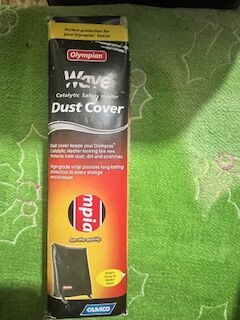 Perfect protection for
your Olympian heater
Olympian
Wave
Catalytic Safety Heater
Dust Cover
Dust cover keeps your Olympian
Catalytic Heater looking like new
Protects from dust, dirt and scratches.
High-grade vinyl provides long-lasting
protection in every storage
environment
mpia
CAMCO